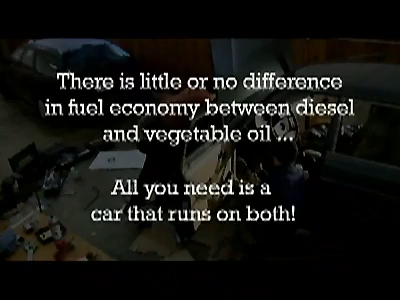 There is little or no difference
in fuel economy between diesel
and vegetable oil ...
All you need is a
car that runs on both!